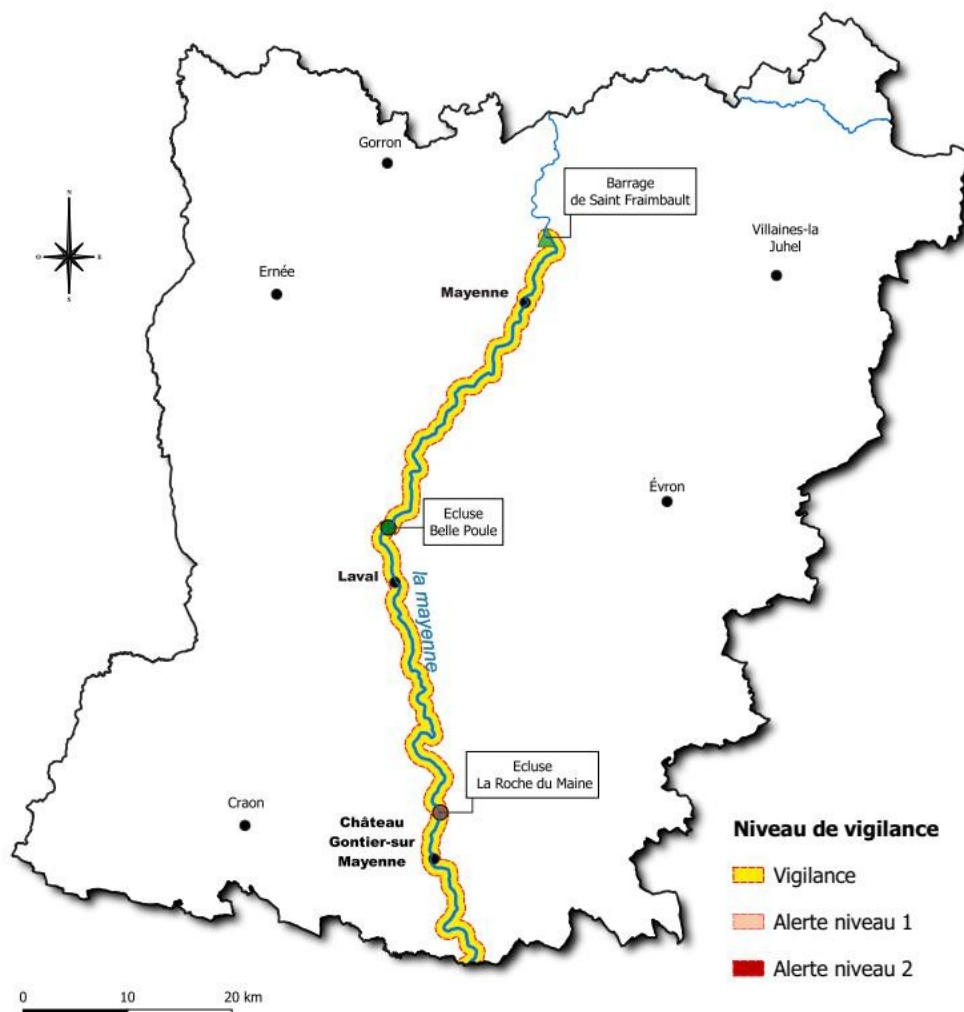 Gorron
Barrage
de Saint Fraimbault
Villaines-la
Juhel
N
O
E
S
Ernée
Mayenne
Évron
Ecluse
Belle Poule
Laval
la mayenne
Ecluse
La Roche du Maine
Craon
Château
Gontier-sur
Mayenne
Niveau de vigilance
Vigilance
Alerte niveau 1
Alerte niveau 2
0 10 20 km